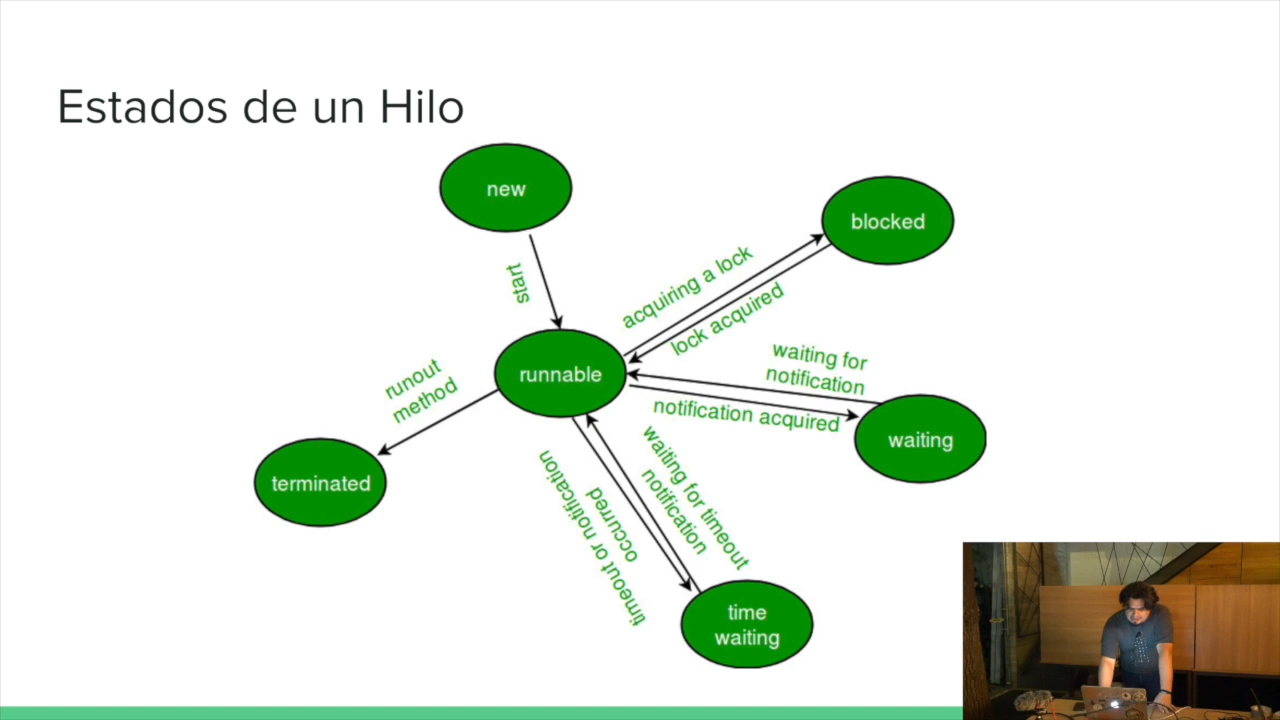 Estados de un Hilo
new
blocked
start
acquiring a lock
lock acquired
runnable
waiting for
notification
notification acquired
waiting
runout
method
terminated
waiting for timeout
notification
timeout or notification
occurred
time
waiting